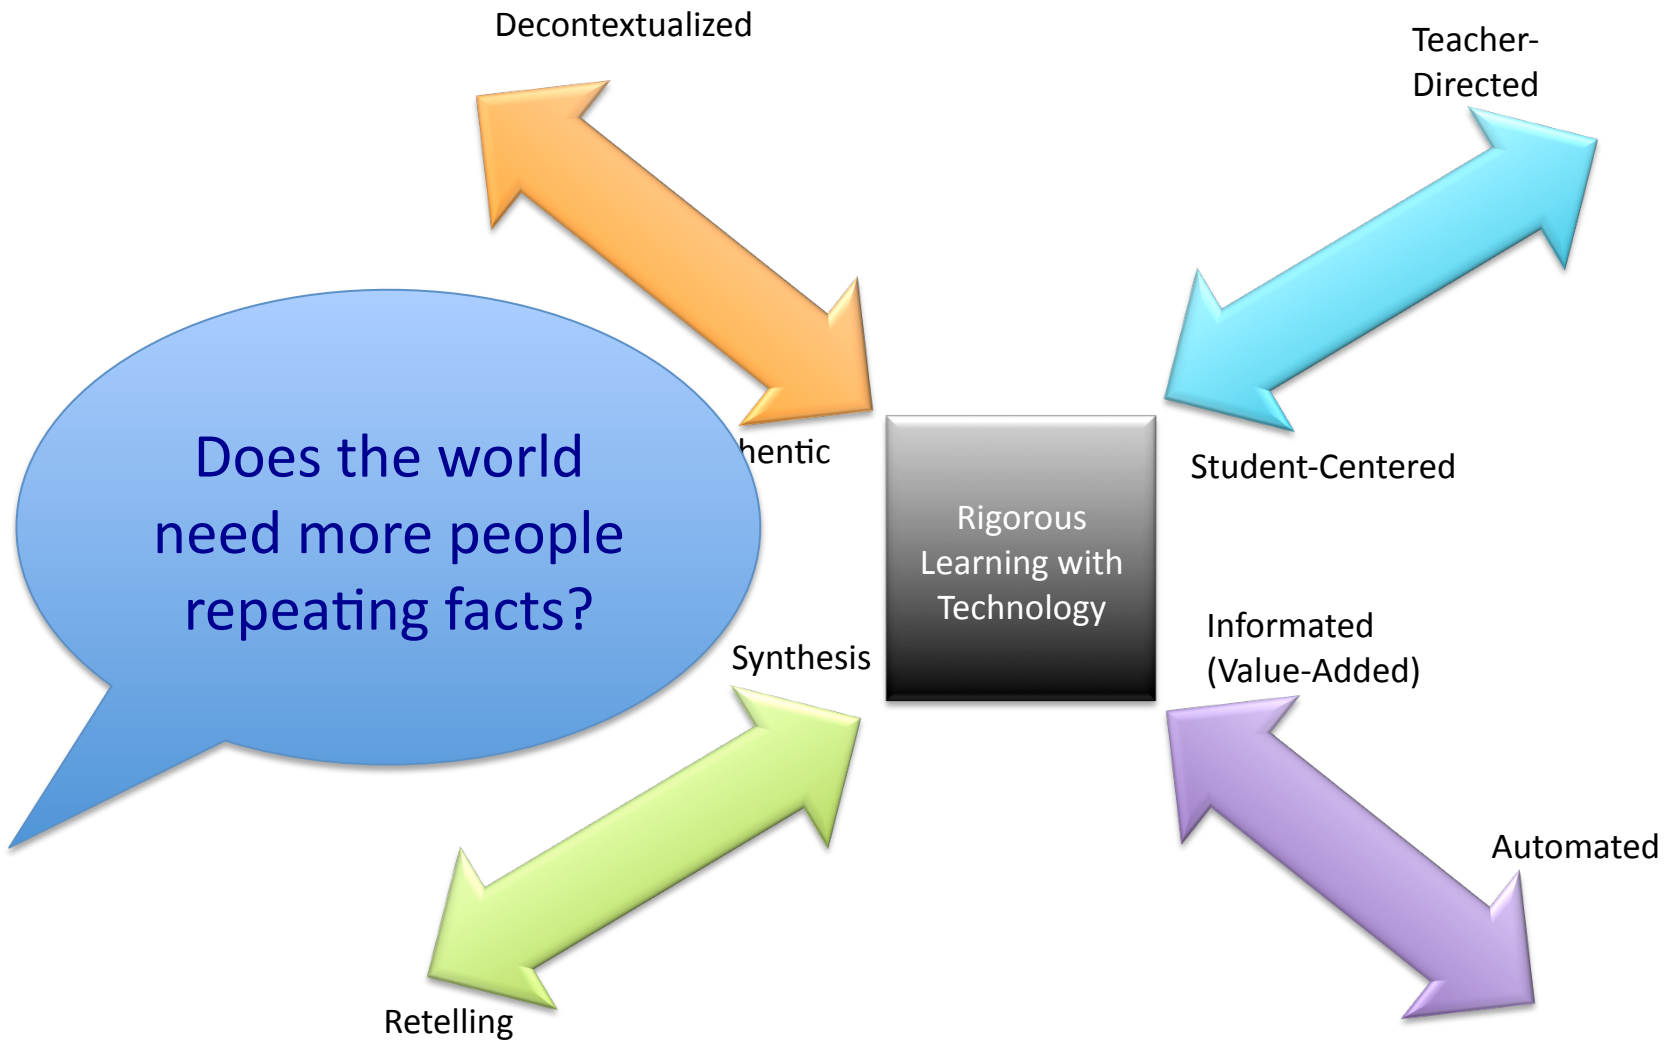 Decontextualized
Teacher-
Directed
Does the world
need more people
repeating facts?
hentic
Student-Centered
Rigorous
Learning with
Technology
Synthesis
Informated
(Value-Added)
Automated
Retelling